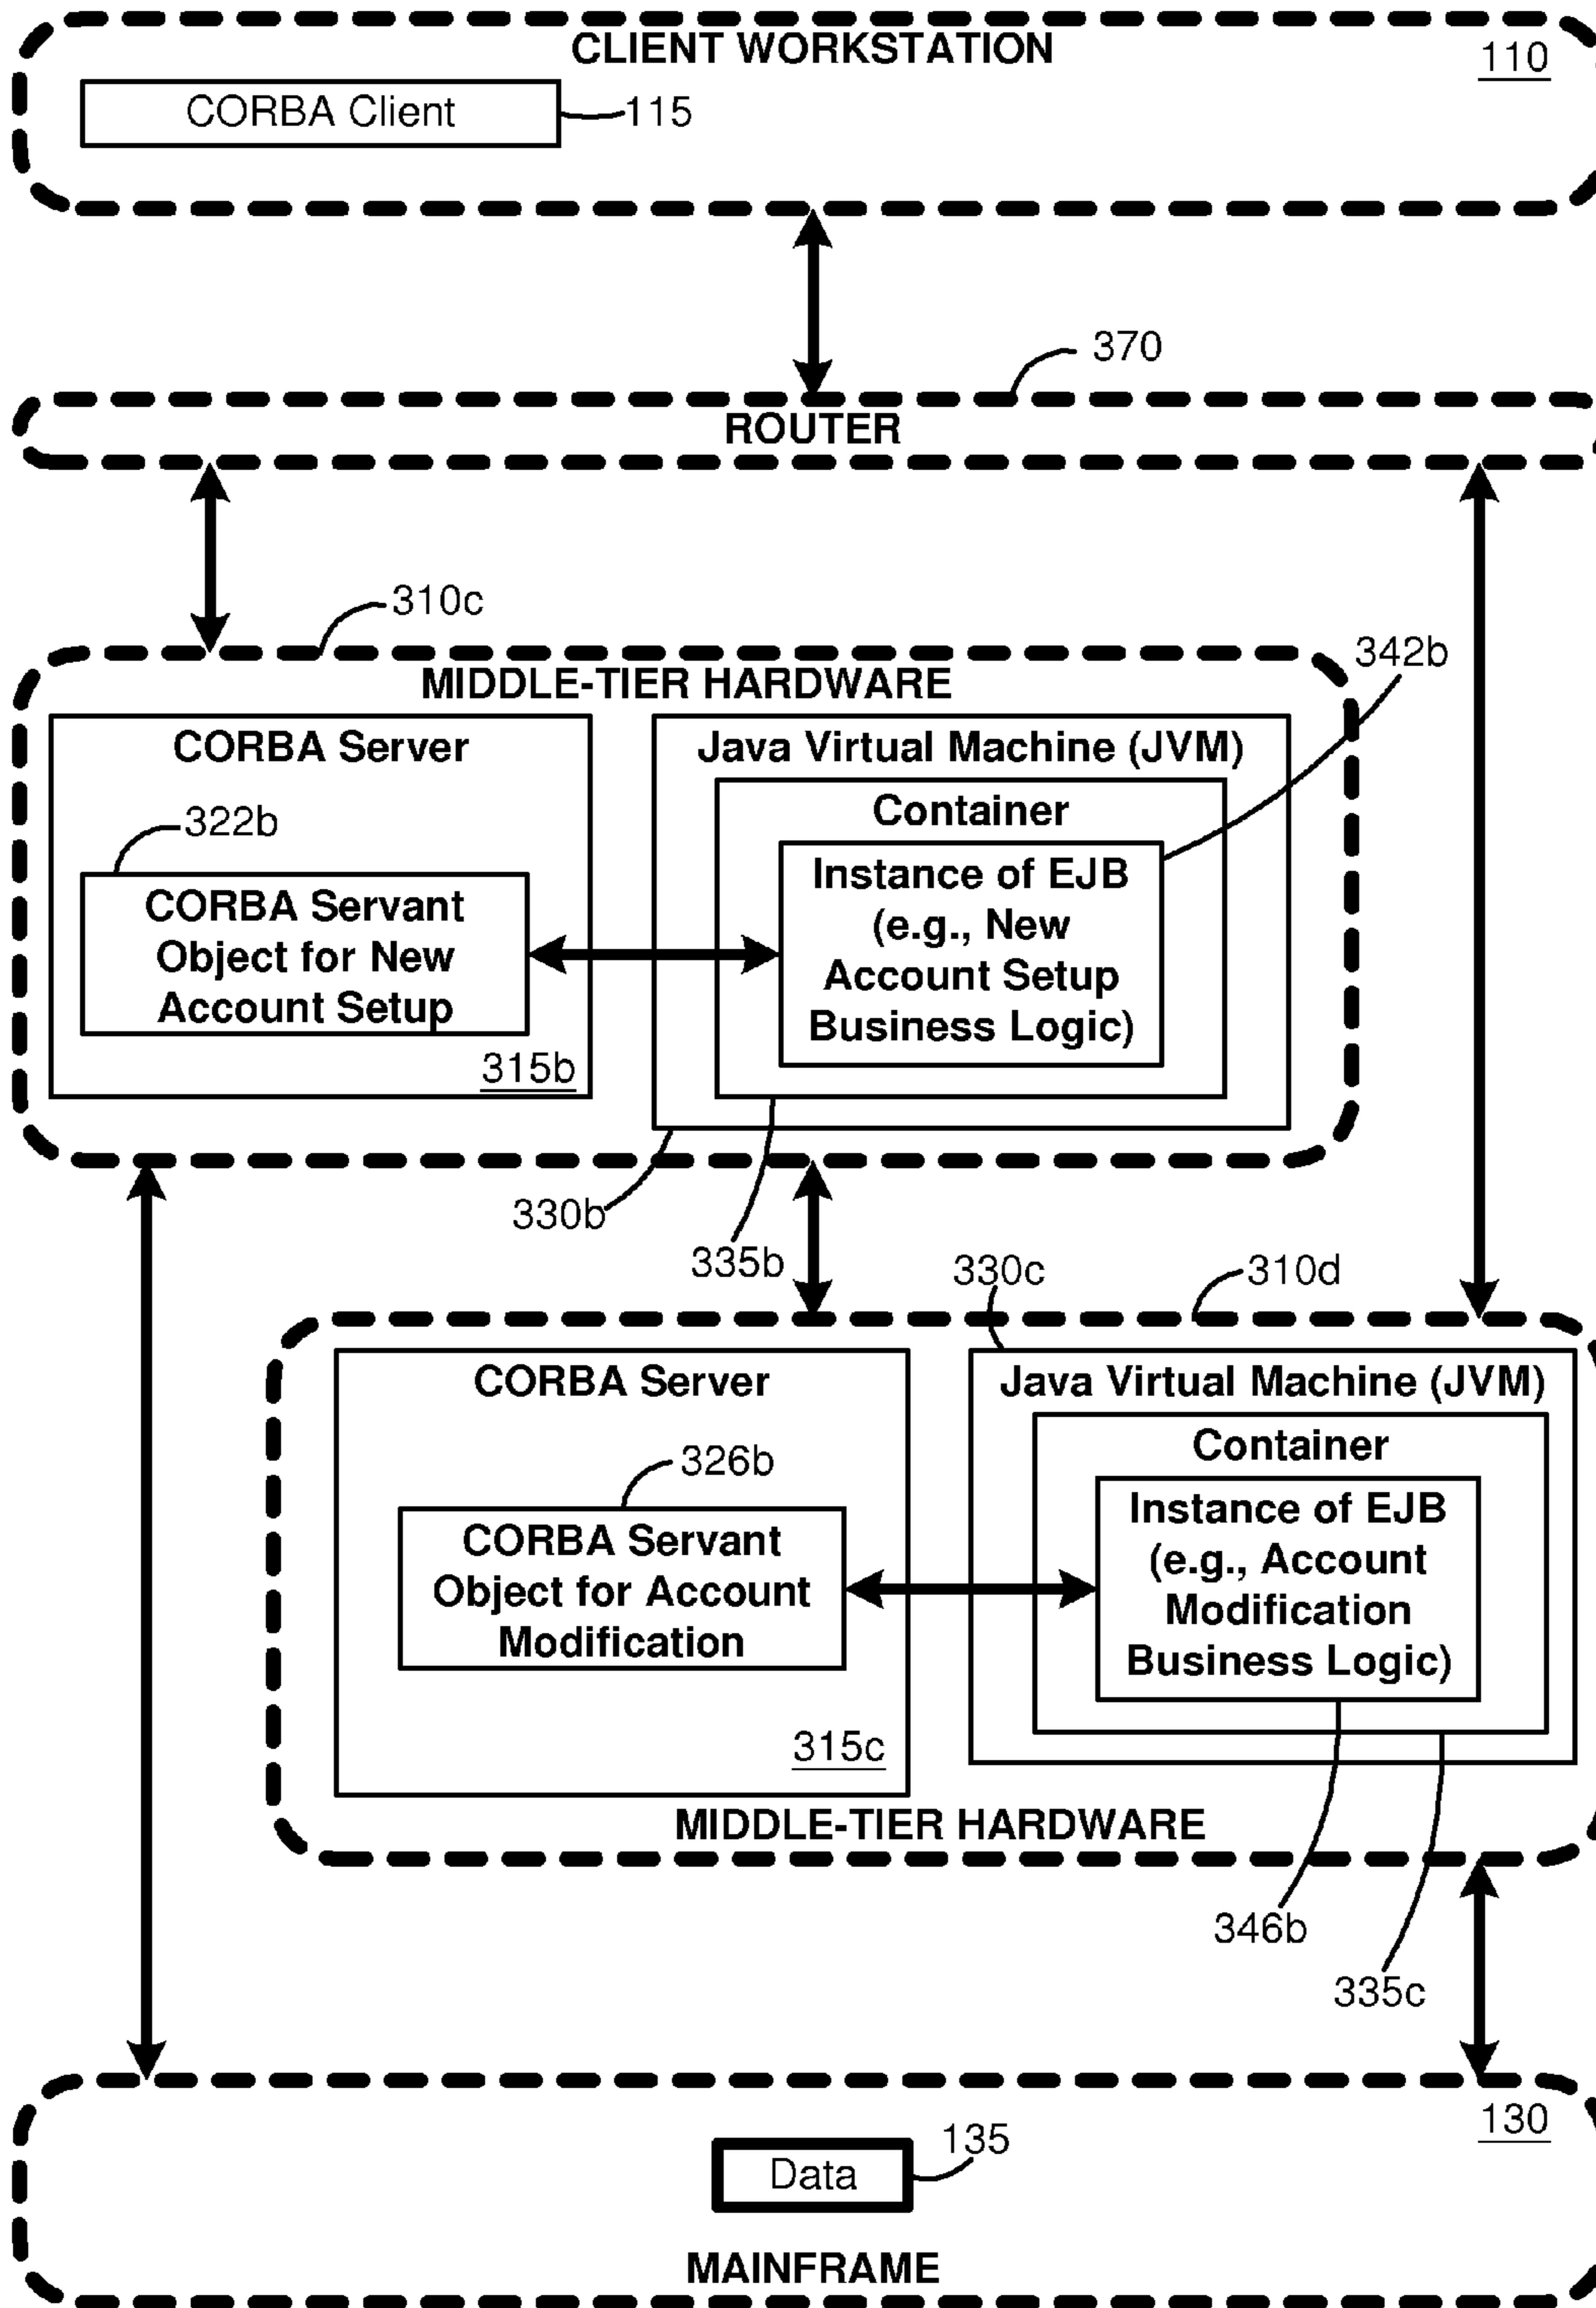 CLIENT WORKSTATION
110
CORBA Client
115
370
ROUTER
310c
342b
MIDDLE-TIER HARDWARE
CORBA Server
322b
CORBA Servant
Object for New
Account Setup
315b
Java Virtual Machine (JVM)
Container
Instance of EJB
(e.g., New
Account Setup
Business Logic)
330b
335b
330c
310d
CORBA Server
326b
CORBA Servant
Object for Account
Modification
315c
Java Virtual Machine (JVM)
Container
Instance of EJB
(e.g., Account
Modification
Business Logic)
MIDDLE-TIER HARDWARE
346b
335c
130
135
Data
MAINFRAME